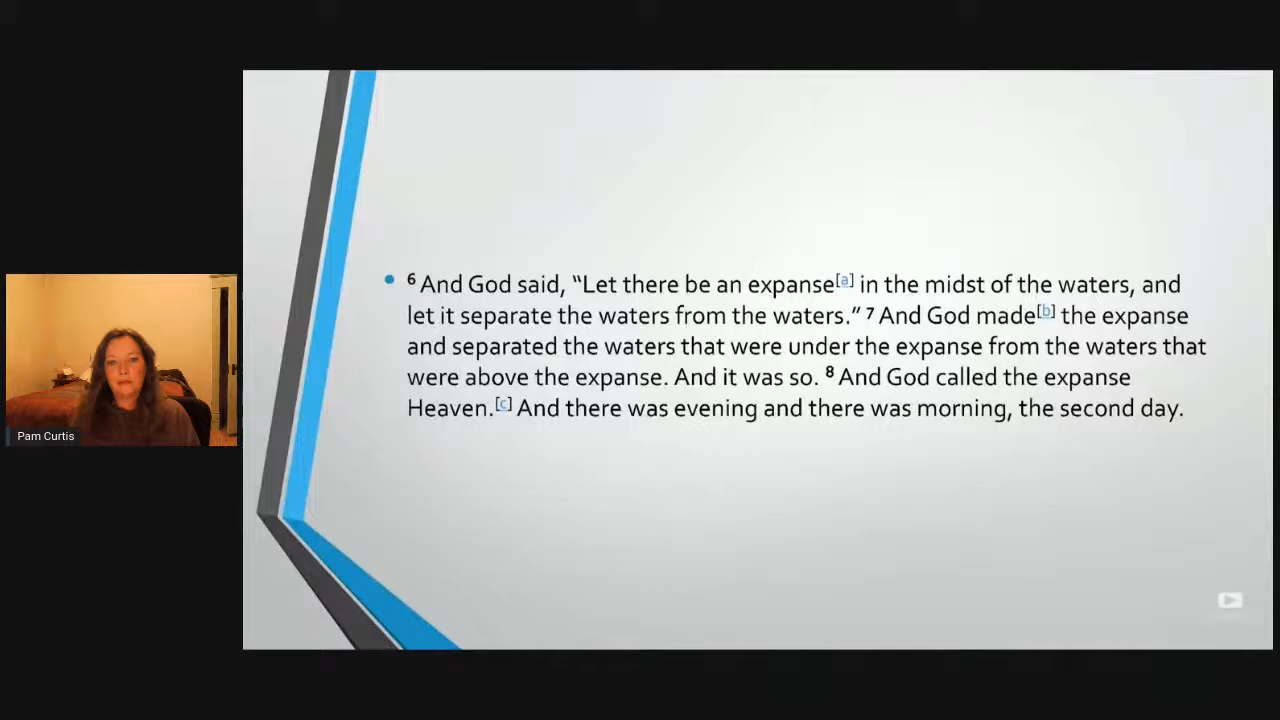 6 And God said, “Let there be an expanse[a] in the midst of the waters, and
let it separate the waters from the waters.” 7 And God made[b] the expanse
and separated the waters that were under the expanse from the waters that
were above the expanse. And it was so. 8 And God called the expanse
Heaven.[c] And there was evening and there was morning, the second day.
Pam Curtis